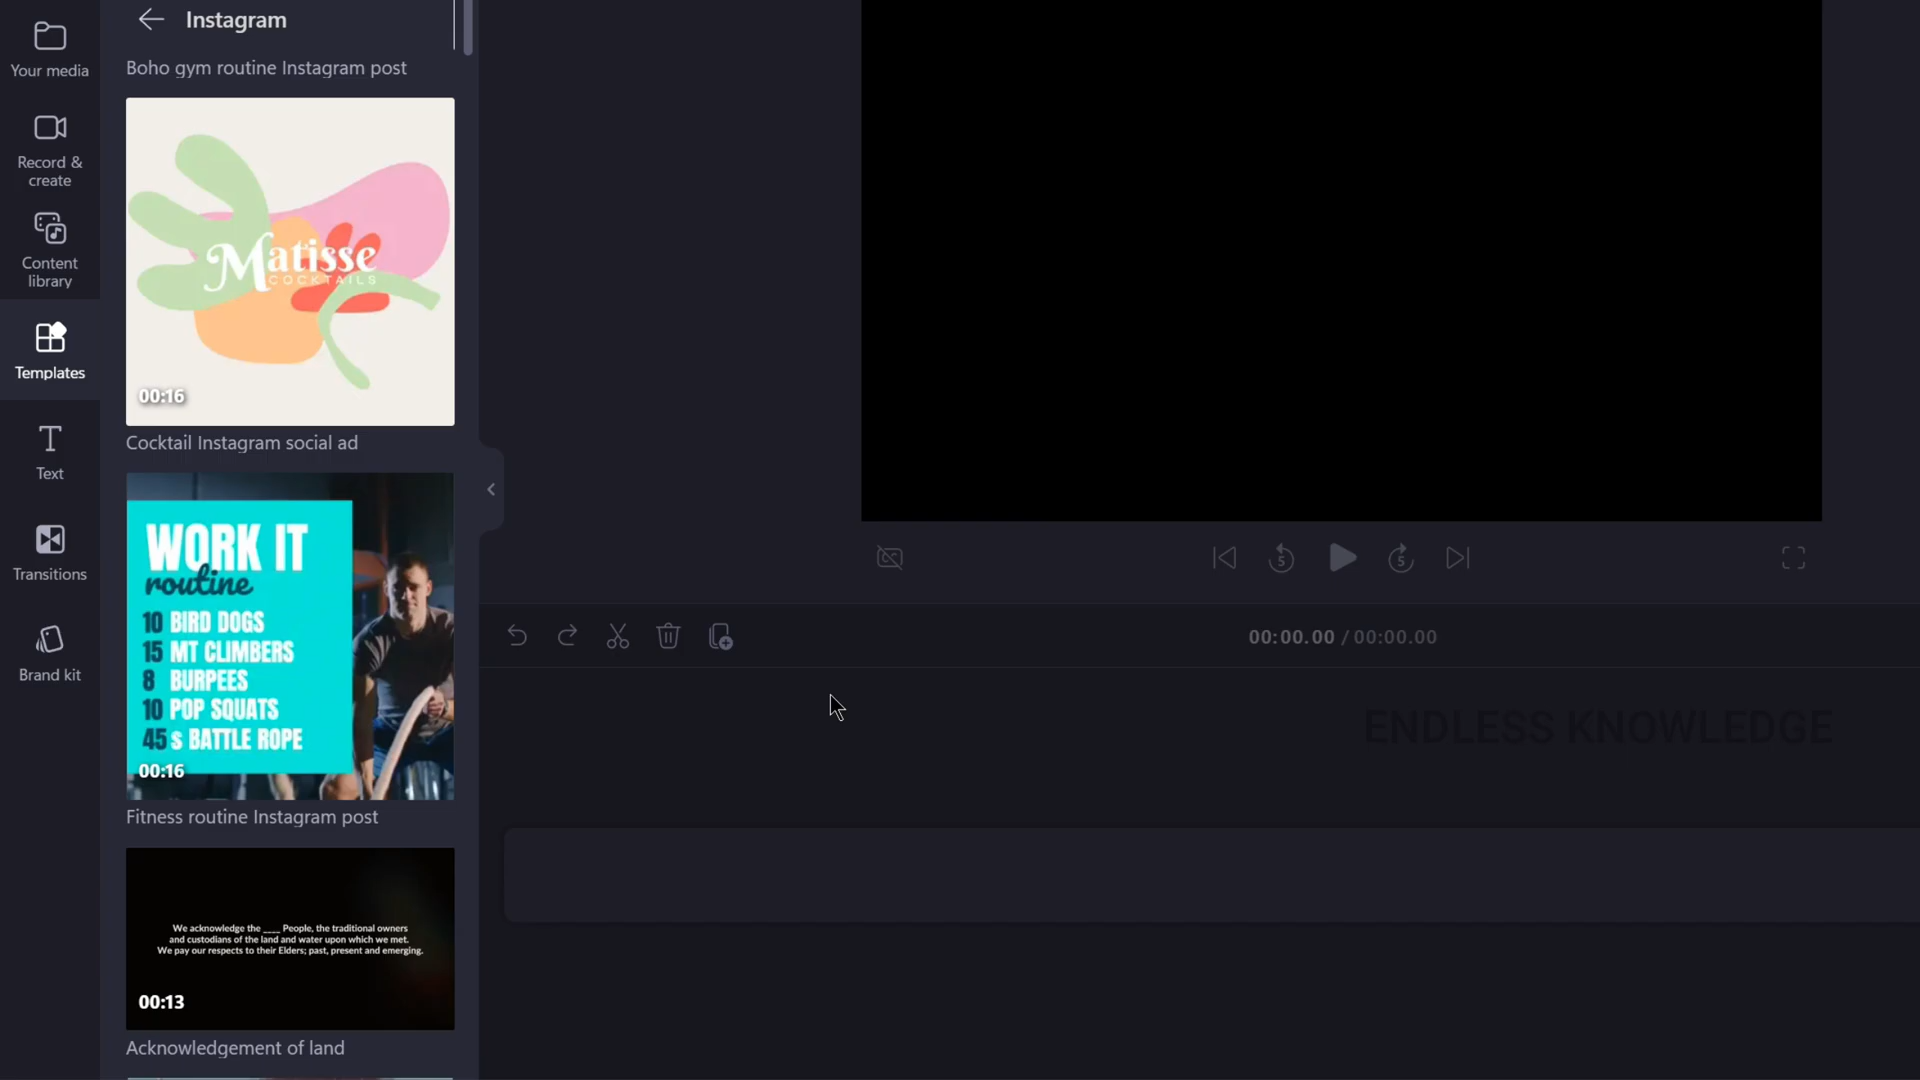 Your media
Record &
create
Content
library
Templates
Text
Transitions
Brand kit
Instagram
Boho gym routine Instagram post
Matisse
COCKTAILS
00:16
Cocktail Instagram social ad
WORK IT
routine
10 BIRD DOGS
15 MT CLIMBERS
8 BURPEES
10 POP SQUATS
45 s BATTLE ROPE
00:16
Fitness routine Instagram post
We acknowledge the ____ People, the traditional owners
and custodians of the land and water upon which we met.
We pay our respects to their Elders; past, present and emerging.
00:13
Acknowledgement of land
CC
5
5
00:00.00 / 00:00.00
ENDLESS KNOWLEDGE